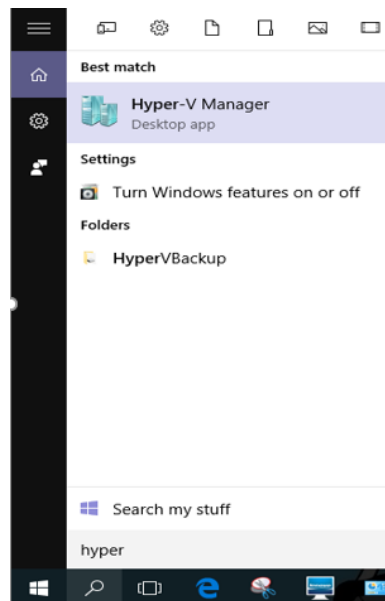 Best match
Hyper-V Manager
Desktop app
Settings
Turn Windows features on or off
Folders
HyperVBackup
Search my stuff
hyper